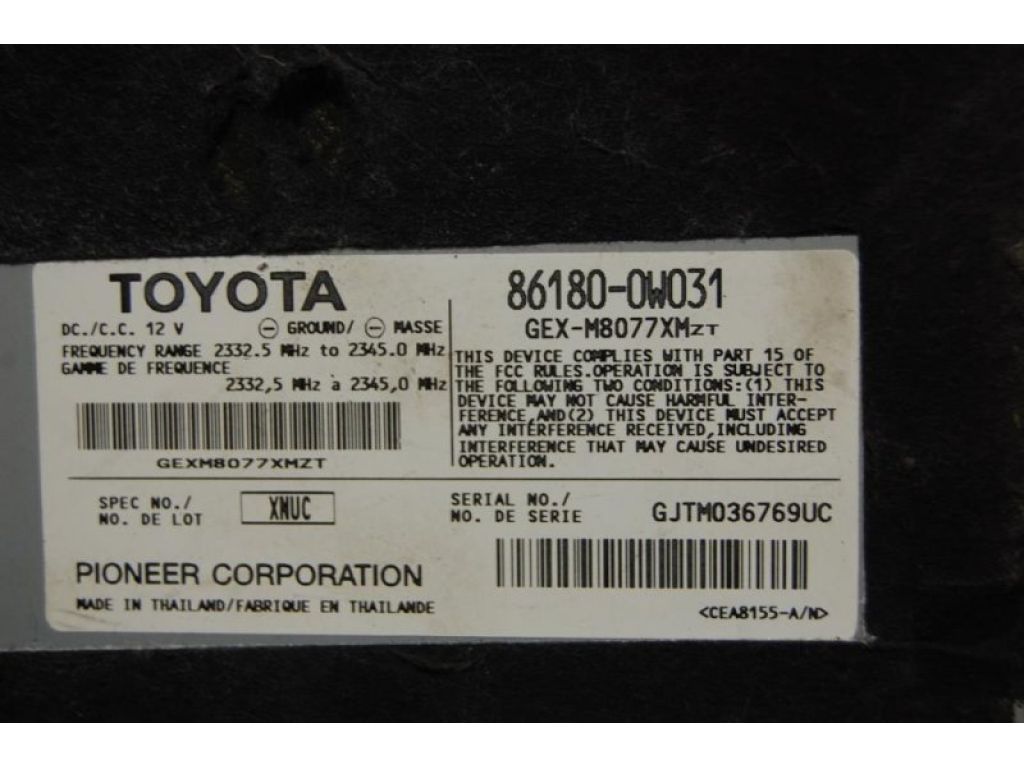 TOYOTA
86180-0W031
GEX-M8077XMZT
DC./C.C. 12 V ⊖ GROUND/ ⊖ MASSE
FREQUENCY RANGE 2332.5 MHz to 2345.0 MHz
GAMME DE FREQUENCE
2332,5 MHz à 2345,0 MHz
GEXM8077XMZT
THIS DEVICE COMPLIES WITH PART 15 OF
THE FCC RULES.OPERATION IS SUBJECT TO
THE FOLLOWING TWO CONDITIONS:(1) THIS
DEVICE MAY NOT CAUSE HARMFUL INTER-
FERENCE,AND(2) THIS DEVICE MUST ACCEPT
ANY INTERFERENCE RECEIVED,INCLUDING
INTERFERENCE THAT MAY CAUSE UNDESIRED
OPERATION.
SPEC NO./
NO. DE LOT
XMUC
SERIAL NO./
NO. DE SERIE
GJTM036769UC
PIONEER CORPORATION
MADE IN THAILAND/FABRIQUE EN THAILANDE
<CEA8155-A/N>